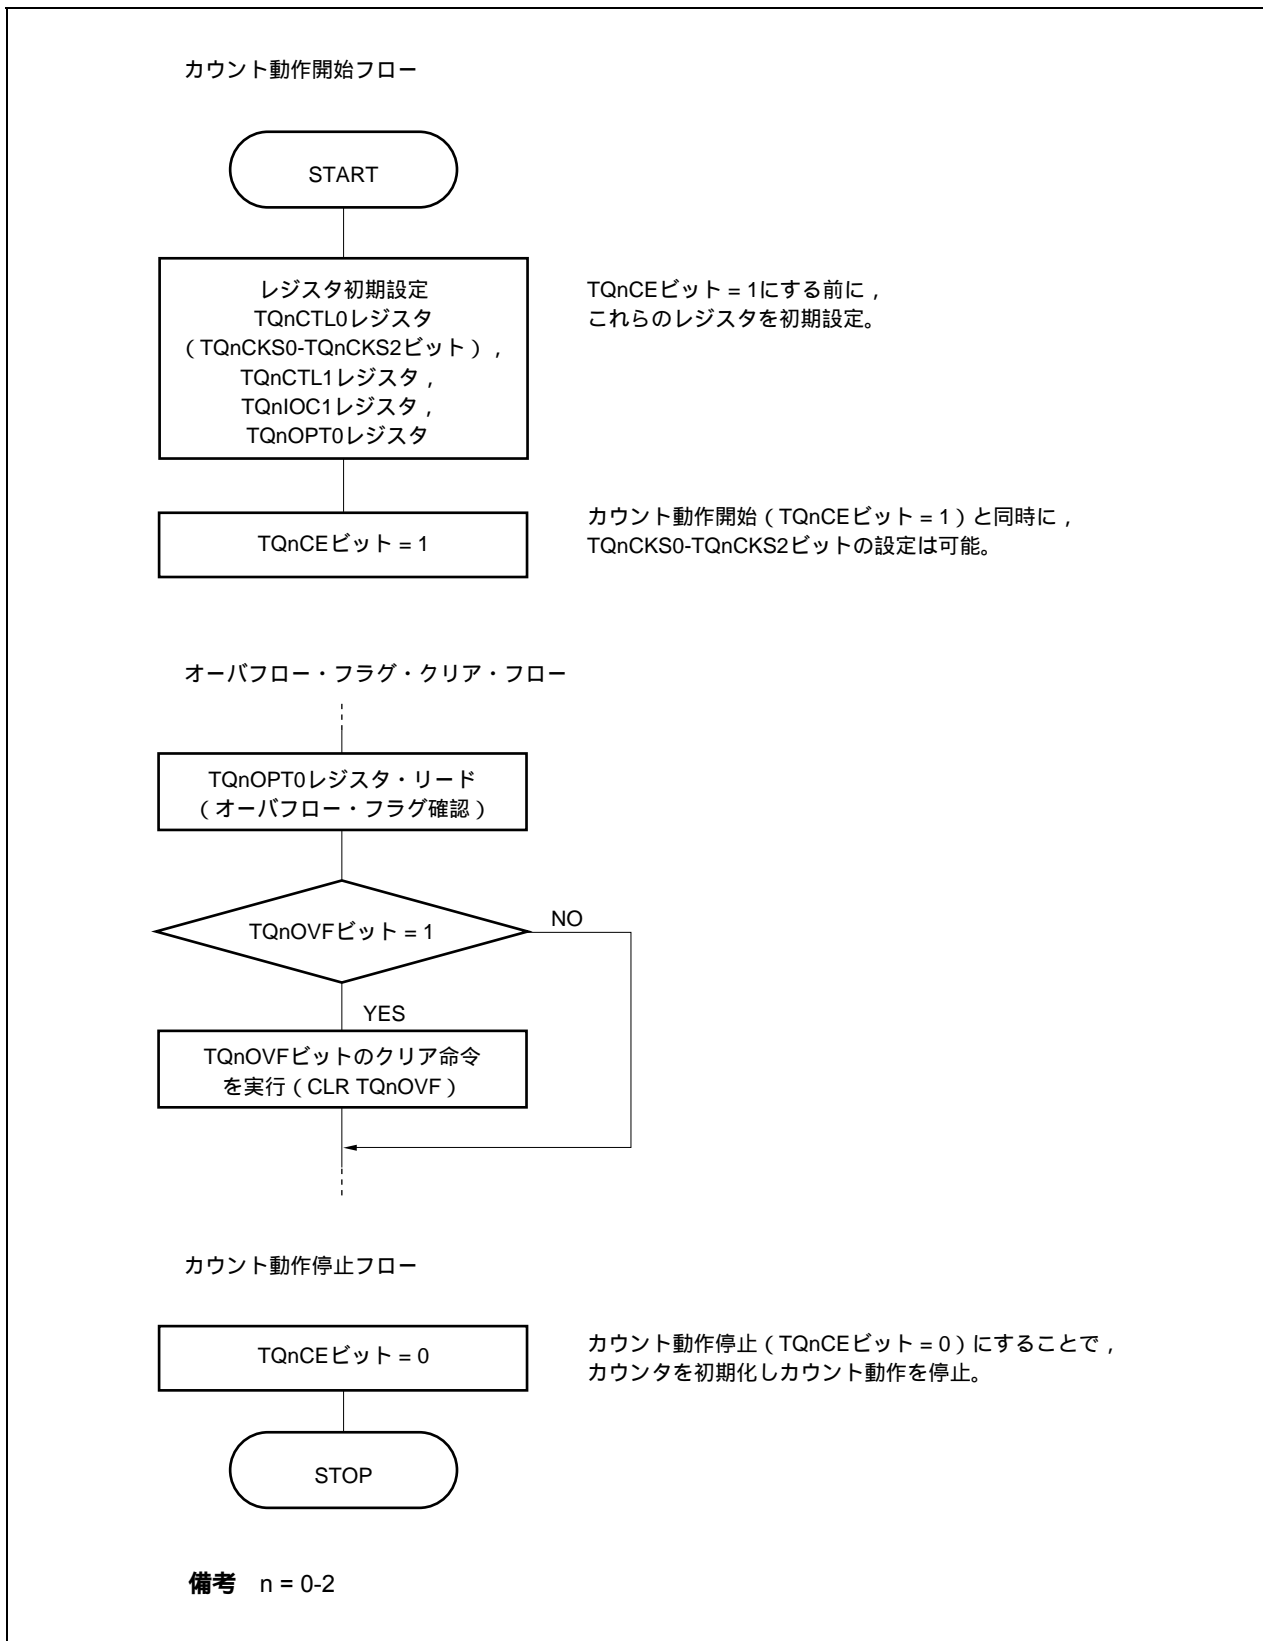 カウント動作開始フロー
START
レジスタ初期設定
TQnCTL0レジスタ
（TQnCKS0-TQnCKS2ビット），
TQnCTL1レジスタ，
TQnIOC1レジスタ，
TQnOPT0レジスタ
TQnCEビット = 1にする前に，
これらのレジスタを初期設定。
TQnCEビット = 1
カウント動作開始（TQnCEビット = 1）と同時に，
TQnCKS0-TQnCKS2ビットの設定は可能。
オーバフロー・フラグ・クリア・フロー
TQnOPT0レジスタ・リード
（オーバフロー・フラグ確認）
TQnOVFビット = 1
NO
YES
TQnOVFビットのクリア命令
を実行（CLR TQnOVF）
カウント動作停止フロー
TQnCEビット = 0
カウント動作停止（TQnCEビット = 0）にすることで，
カウンタを初期化しカウント動作を停止。
STOP
備考 n = 0-2